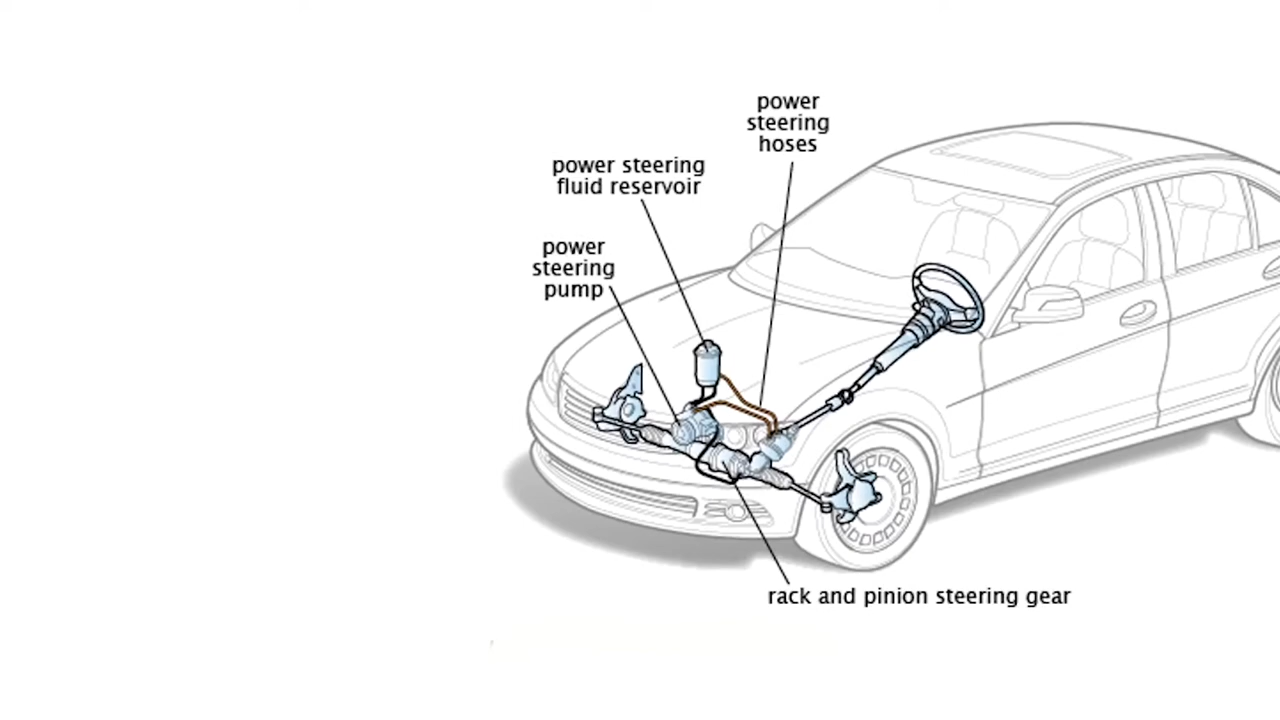 power
steering
hoses
power steering
fluid reservoir
power
steering
pump
rack and pinion steering gear